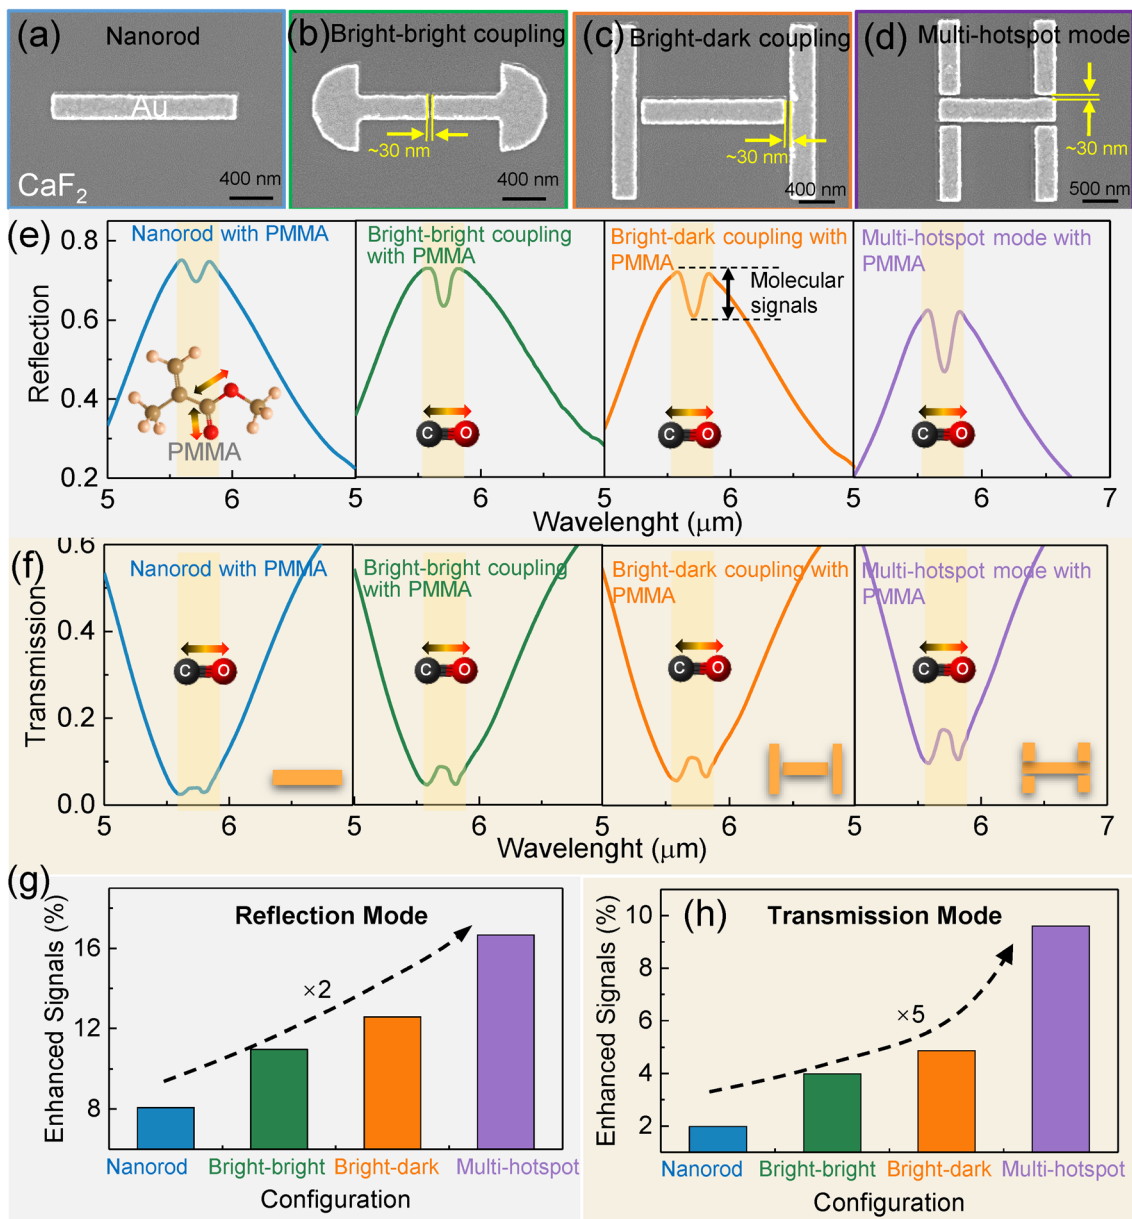 (a)
Nanorod
Au
CaF2
400 nm
(b)
Bright-bright coupling
~30 nm
400 nm
(c)
Bright-dark coupling
~30 nm
400 nm
(d)
Multi-hotspot mode
~30 nm
500 nm
(e)
Reflection
0.8
0.6
0.4
0.2
Nanorod with PMMA
PMMA
Bright-bright coupling
with PMMA
C O
Bright-dark coupling with
PMMA
Molecular
signals
C O
Multi-hotspot mode with
PMMA
C O
5 6 5 6 5 6 5 6 7
Wavelenght (μm)
(f)
Transmission
0.6
0.4
0.2
0.0
Nanorod with PMMA
C O
Bright-bright coupling
with PMMA
C O
Bright-dark coupling with
PMMA
C O
Multi-hotspot mode with
PMMA
C O
5 6 5 6 5 6 5 6 7
Wavelenght (μm)
(g)
Reflection Mode
Enhanced Signals (%)
16
12
8
×2
Nanorod Bright-bright Bright-dark Multi-hotspot
Configuration
(h)
Transmission Mode
Enhanced Signals (%)
10
8
6
4
2
×5
Nanorod Bright-bright Bright-dark Multi-hotspot
Configuration